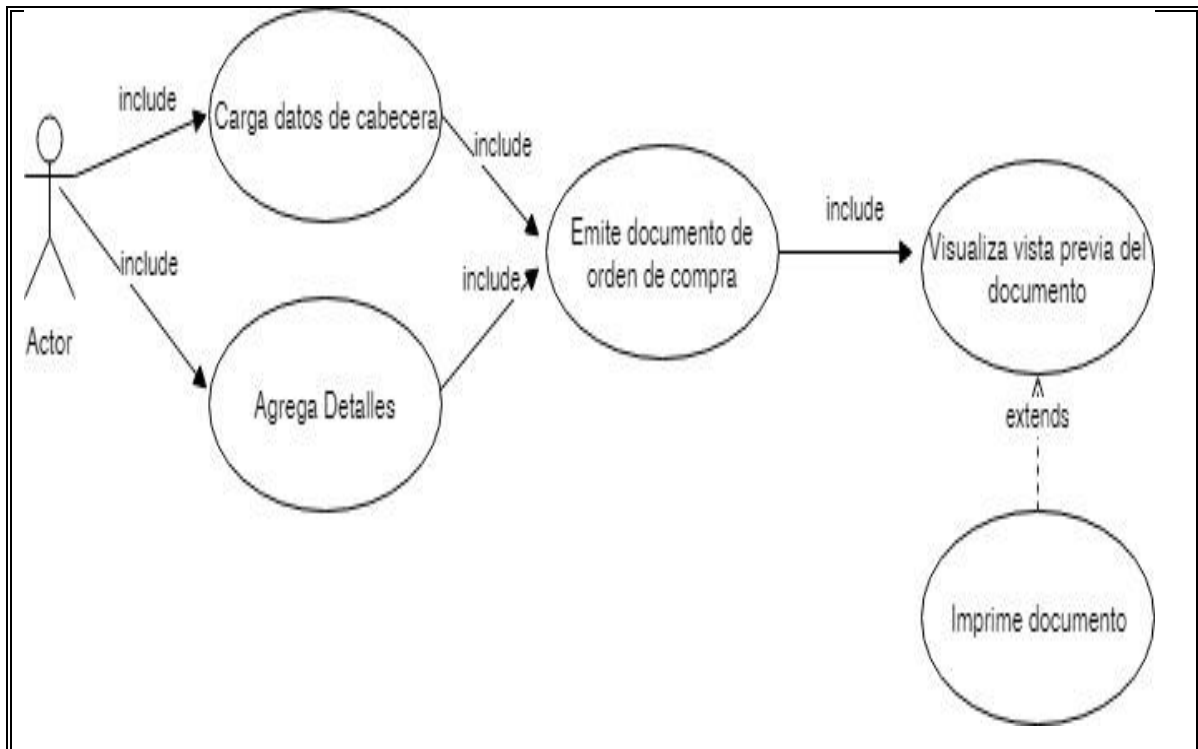 include
Carga datos de cabecera
include
include
Actor
Agrega Detalles
include
Emite documento de
orden de compra
include
Visualiza vista previa del
documento
extends
Imprime documento